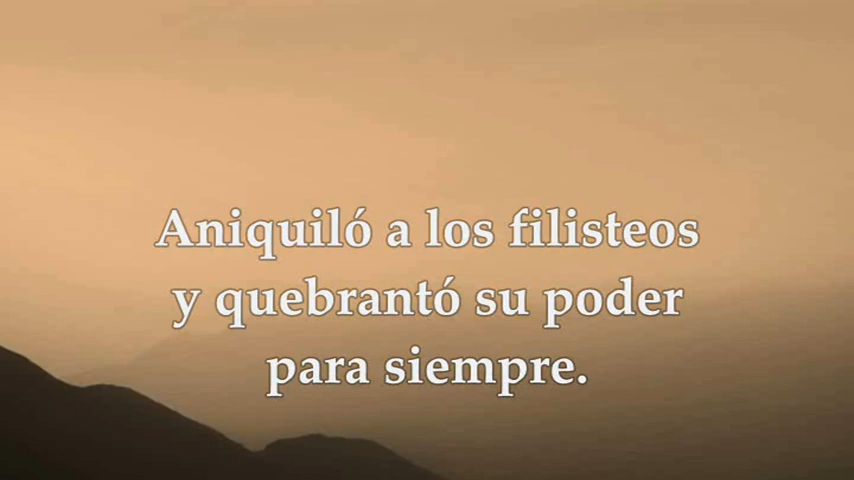 Aniquiló a los filisteos
y quebrantó su poder
para siempre.